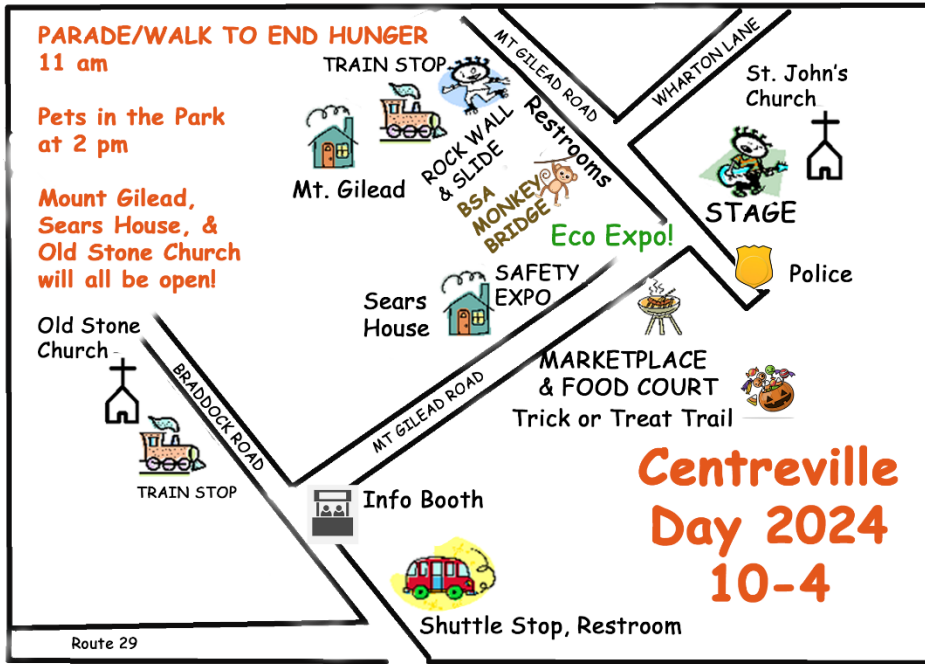 PARADE/WALK TO END HUNGER
11 am
Pets in the Park
at 2 pm
Mount Gilead,
Sears House, &
Old Stone Church
will all be open!
TRAIN STOP
Mt. Gilead
ROCK WALL
& SLIDE
BSA
MONKEY
BRIDGE
Restrooms
MT GILEAD ROAD
WHARTON LANE
St. John's
Church
STAGE
Eco Expo!
Police
SAFETY
EXPO
Sears
House
Old Stone
Church
BRADDOCK ROAD
MT GILEAD ROAD
MARKETPLACE
& FOOD COURT
Trick or Treat Trail
TRAIN STOP
Info Booth
Centreville
Day 2024
10-4
Shuttle Stop, Restroom
Route 29